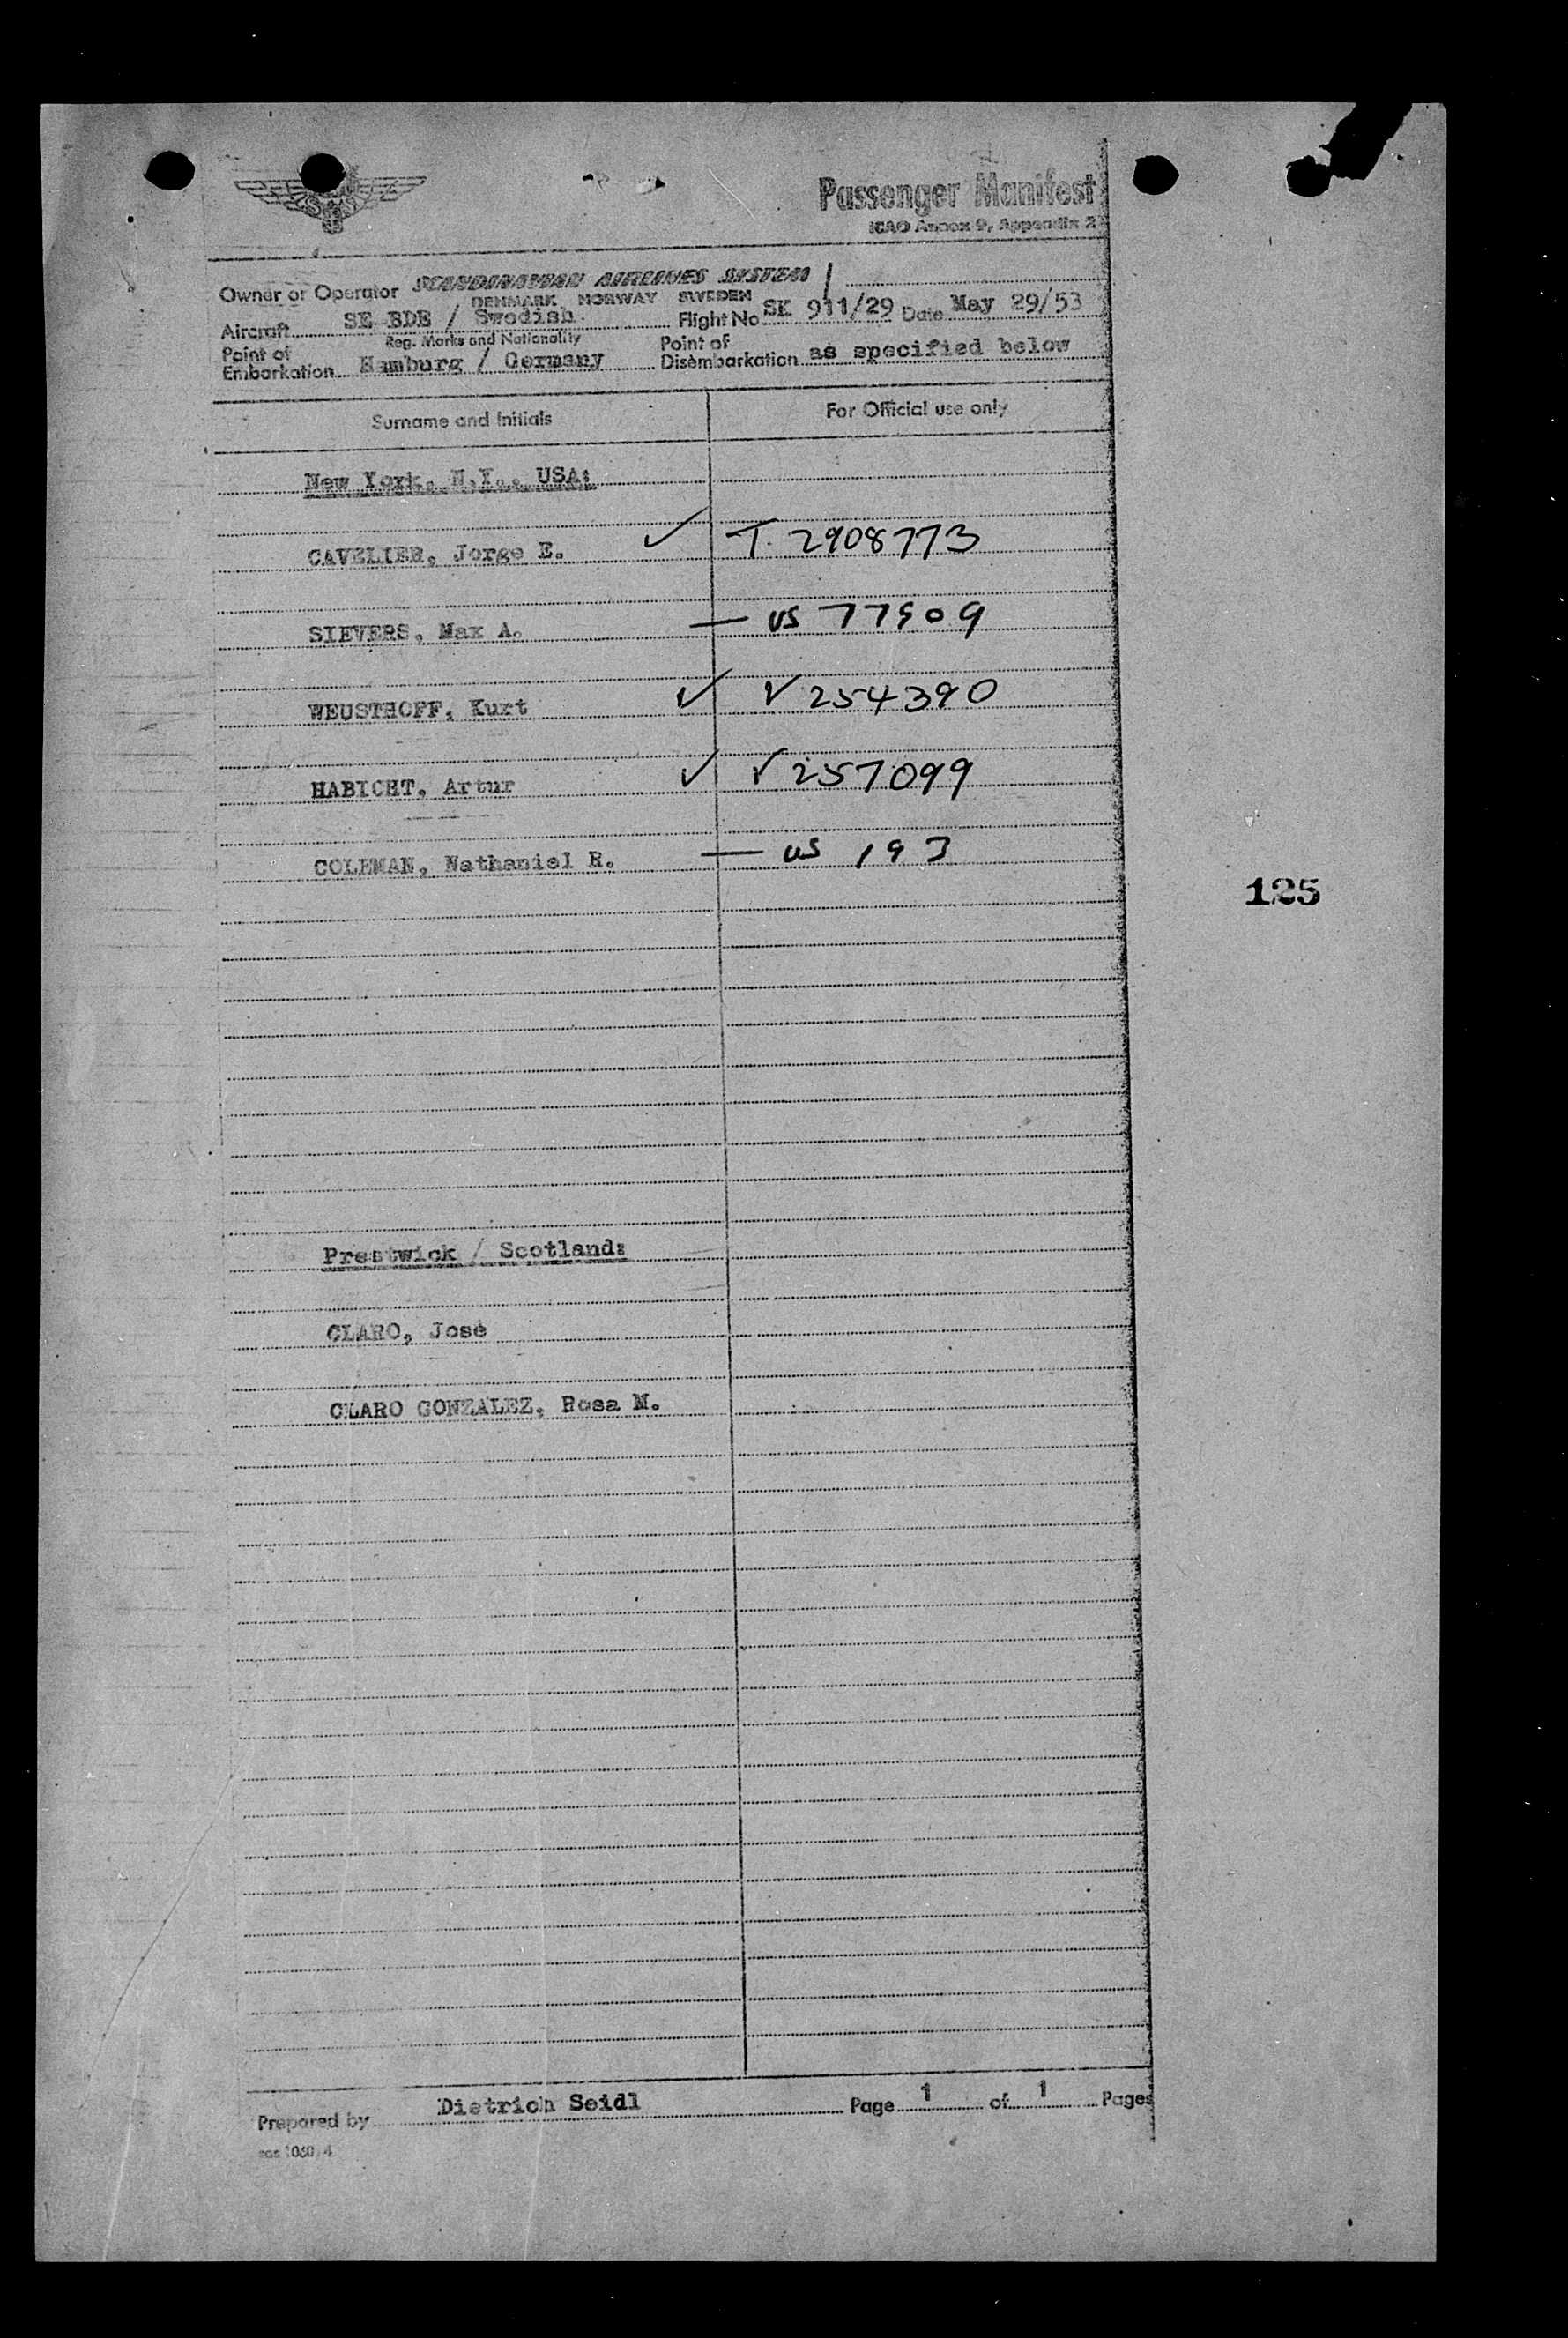 SAS
Passenger Manifest
ICAO Annex 9, Appendix 2
Owner or Operator SCANDINAVIAN AIRLINES SYSTEM
DENMARK NORWAY SWEDEN
Aircraft SE-BDE / Swedish Flight No SK 911/29 Date May 29/53
Reg. Marks and Nationality
Point of Embarkation Hamburg / Germany Point of Disembarkation as specified below
Surname and Initials For Official use only
New York, N.Y., USA:
CAVELIER, Jorge E. ✓ T. 2908773
SIEVERS, Max A. — US 77909
WEUSTHOFF, Kurt ✓ V 254390
HABICHT, Artur ✓ V 257099
COLEMAN, Nathaniel R. — US 193
125
Prestwick / Scotland:
CLARO, José
CLARO GONZALEZ, Rosa M.
Prepared by Dietrich Seidl Page 1 of 1 Pages